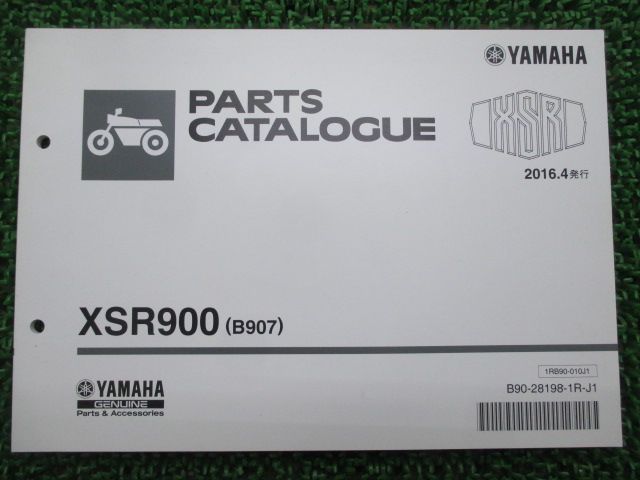 YAMAHA
PARTS
CATALOGUE
XSR
2016.4発行
XSR900 (B907)
1RB90-010J1
B90-28198-1R-J1
YAMAHA
GENUINE
Parts & Accessories